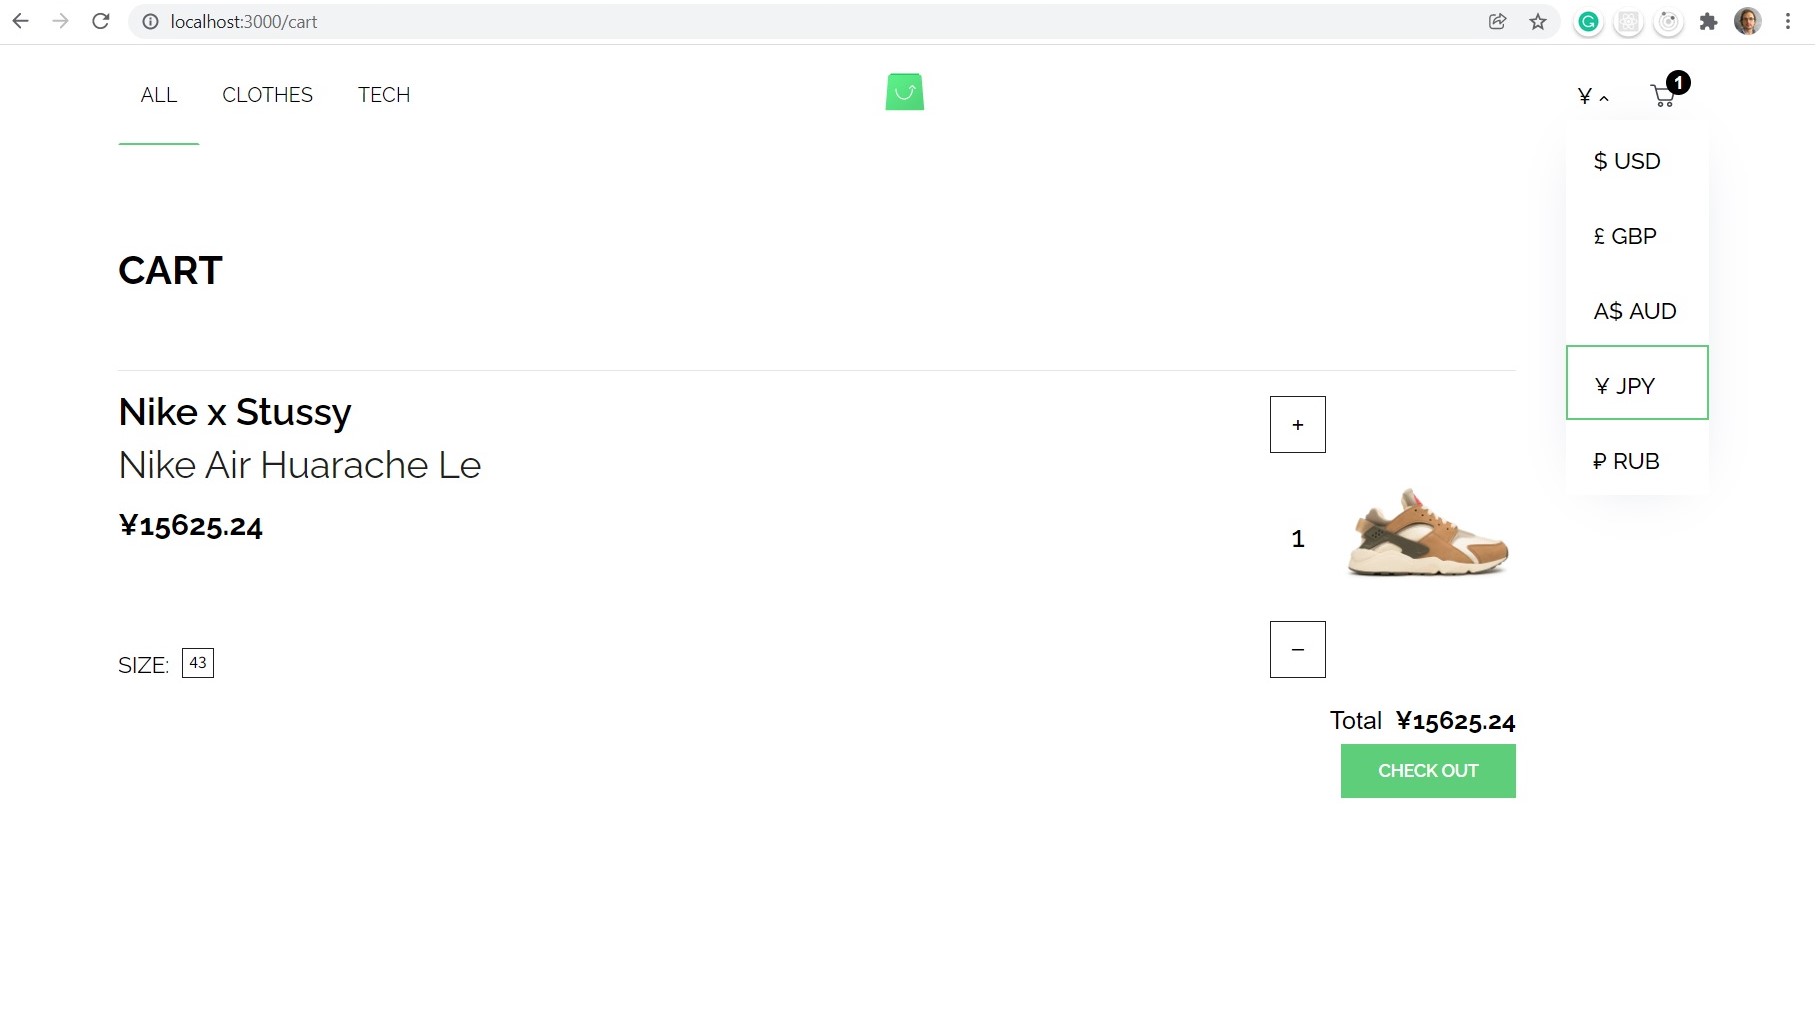 localhost:3000/cart
ALL CLOTHES TECH
¥ 1
$ USD
£ GBP
A$ AUD
¥ JPY
₽ RUB
CART
Nike x Stussy
Nike Air Huarache Le
¥15625.24
+
1
−
SIZE: 43
Total ¥15625.24
CHECK OUT